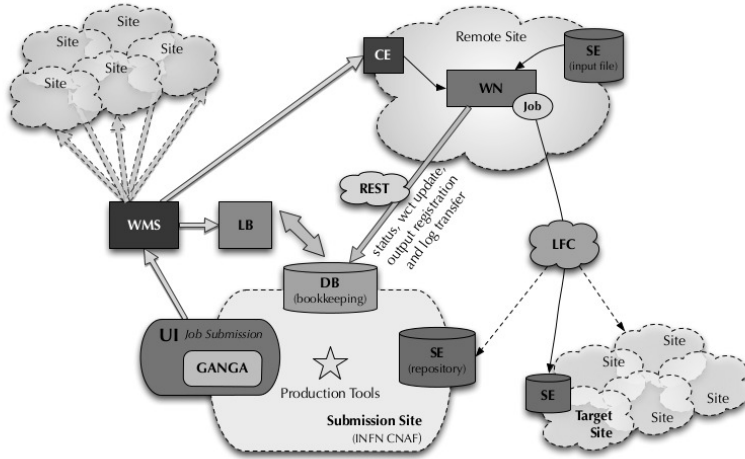 Site
Site
Site
Site
Site
Site
CE
Remote Site
SE
(input file)
WN
Job
REST
status, wct update,
output registration
and log transfer
WMS
LB
LFC
DB
(bookkeeping)
UI Job Submission
GANGA
SE
(repository)
Production Tools
Submission Site
(INFN CNAF)
Site
Site
Site
Site
SE
Target
Site